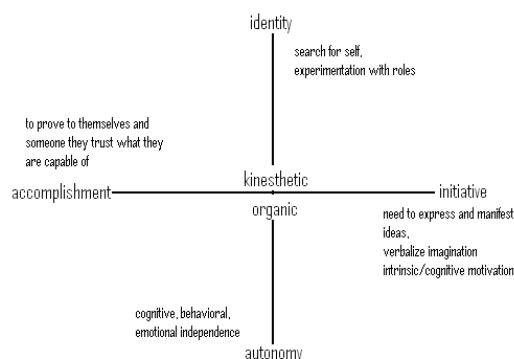 identity
search for self,
experimentation with roles
to prove to themselves and
someone they trust what they
are capable of
kinesthetic
accomplishment
initiative
organic
need to express and manifest
ideas,
verbalize imagination
intrinsic/cognitive motivation
cognitive, behavioral,
emotional independence
autonomy